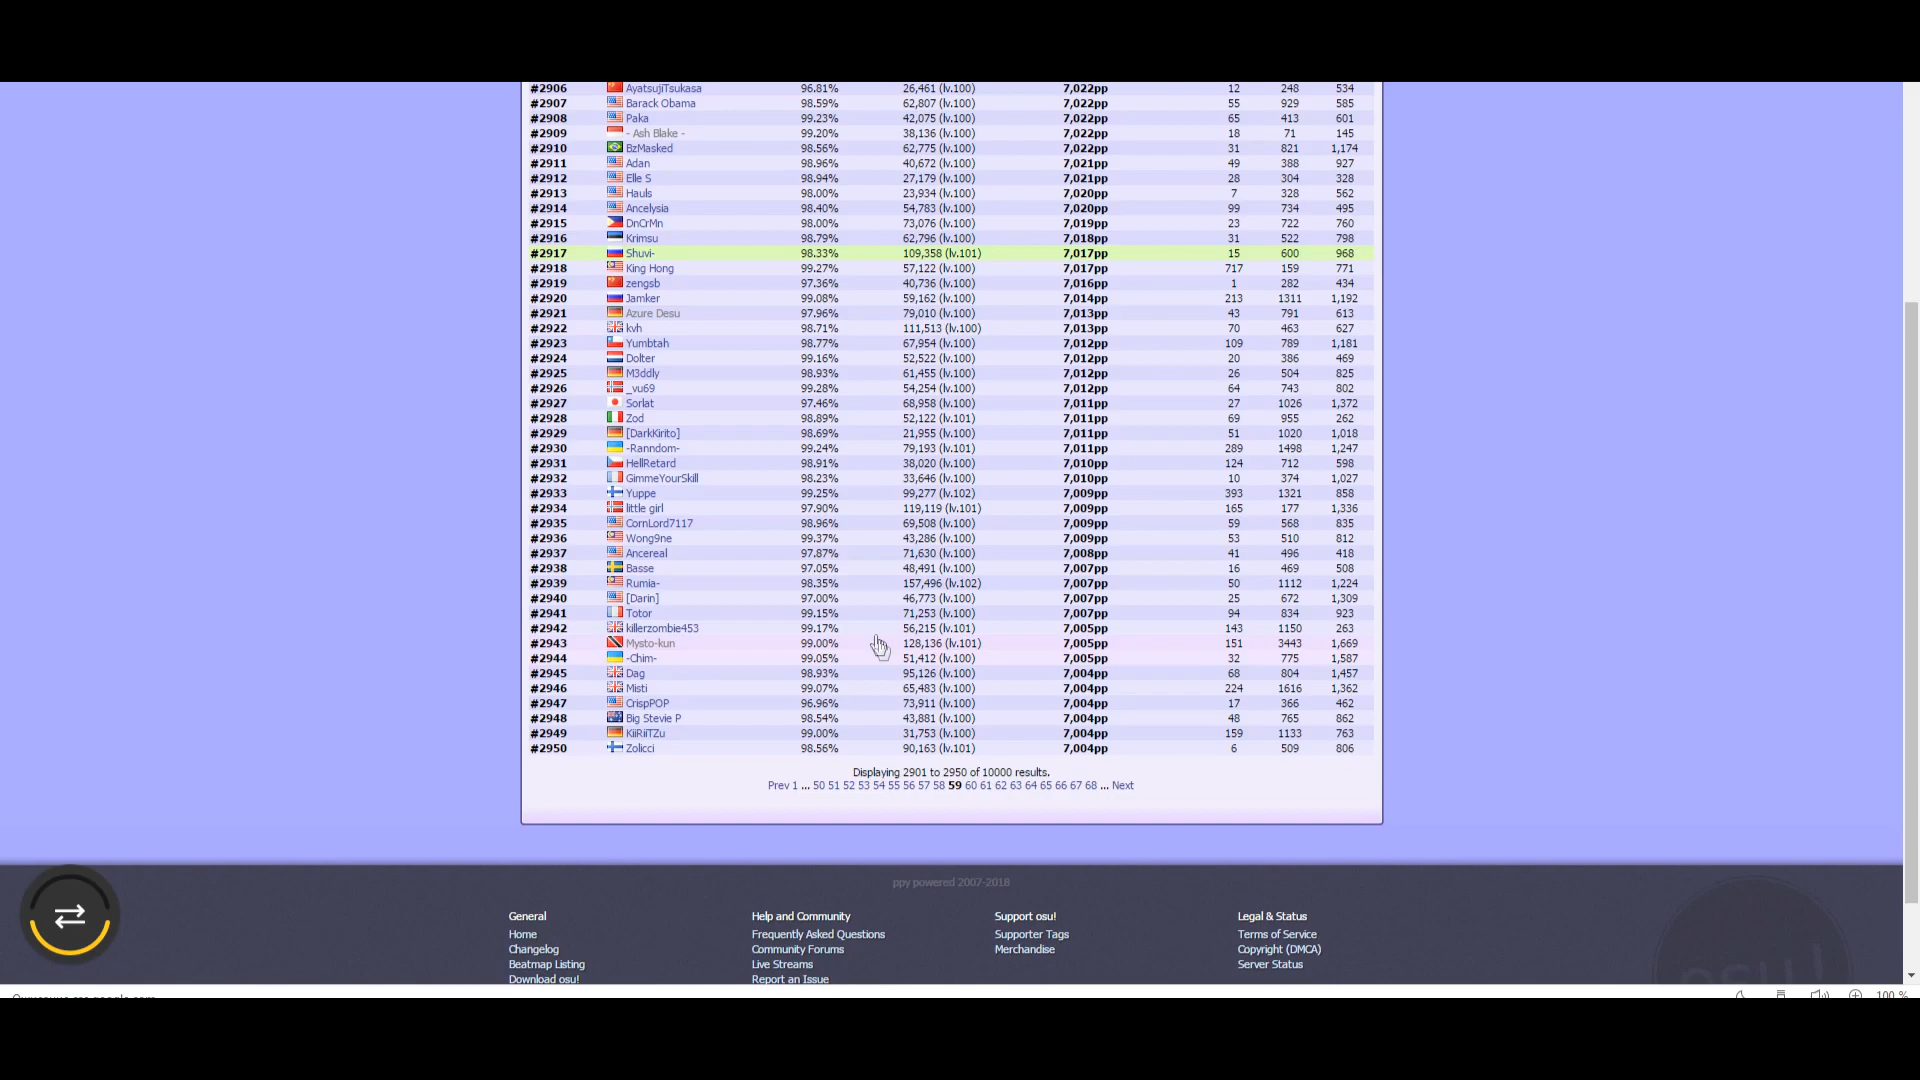 #2906 AyatsujiTsukasa 96.81% 26,461 (lv.100) 7,022pp 12 248 534
#2907 Barack Obama 98.59% 62,807 (lv.100) 7,022pp 55 929 585
#2908 Paka 99.23% 42,075 (lv.100) 7,022pp 65 413 601
#2909 - Ash Blake - 99.20% 38,136 (lv.100) 7,022pp 18 71 145
#2910 BzMasked 98.56% 62,775 (lv.100) 7,022pp 31 821 1,174
#2911 Adan 98.96% 40,672 (lv.100) 7,021pp 49 388 927
#2912 Elle S 98.94% 27,179 (lv.100) 7,021pp 28 304 328
#2913 Hauls 98.00% 23,934 (lv.100) 7,020pp 7 328 562
#2914 Ancelysia 98.40% 54,783 (lv.100) 7,020pp 99 734 495
#2915 DnCrMn 98.00% 73,076 (lv.100) 7,019pp 23 722 760
#2916 Krimsu 98.79% 62,796 (lv.100) 7,018pp 31 522 798
#2917 Shuvi- 98.33% 109,358 (lv.101) 7,017pp 15 600 968
#2918 King Hong 99.27% 57,122 (lv.100) 7,017pp 717 159 771
#2919 zengsb 97.36% 40,736 (lv.100) 7,016pp 1 282 434
#2920 Jamker 99.08% 59,162 (lv.100) 7,014pp 213 1311 1,192
#2921 Azure Desu 97.96% 79,010 (lv.100) 7,013pp 43 791 613
#2922 kvh 98.71% 111,513 (lv.100) 7,013pp 70 463 627
#2923 Yumbtah 98.77% 67,954 (lv.100) 7,012pp 109 789 1,181
#2924 Dolter 99.16% 52,522 (lv.100) 7,012pp 20 386 469
#2925 M3ddly 98.93% 61,455 (lv.100) 7,012pp 26 504 825
#2926 _vu69 99.28% 54,254 (lv.100) 7,012pp 64 743 802
#2927 Sorlat 97.46% 68,958 (lv.100) 7,011pp 27 1026 1,372
#2928 Zod 98.89% 52,122 (lv.101) 7,011pp 69 955 262
#2929 [DarkKirito] 98.69% 21,955 (lv.100) 7,011pp 51 1020 1,018
#2930 -Ranndom- 99.24% 79,193 (lv.101) 7,011pp 289 1498 1,247
#2931 HellRetard 98.91% 38,020 (lv.100) 7,010pp 124 712 598
#2932 GimmeYourSkill 98.23% 33,646 (lv.100) 7,010pp 10 374 1,027
#2933 Yuppe 99.25% 99,277 (lv.102) 7,009pp 393 1321 858
#2934 little girl 97.90% 119,119 (lv.101) 7,009pp 165 177 1,336
#2935 CornLord7117 98.96% 69,508 (lv.100) 7,009pp 59 568 835
#2936 Wong9ne 99.37% 43,286 (lv.100) 7,009pp 53 510 812
#2937 Ancereal 97.87% 71,630 (lv.100) 7,008pp 41 496 418
#2938 Basse 97.05% 48,491 (lv.100) 7,007pp 16 469 508
#2939 Rumia- 98.35% 157,496 (lv.102) 7,007pp 50 1112 1,224
#2940 [Darin] 97.00% 46,773 (lv.100) 7,007pp 25 672 1,309
#2941 Totor 99.15% 71,253 (lv.100) 7,007pp 94 834 923
#2942 killerzombie453 99.17% 56,215 (lv.101) 7,005pp 143 1150 263
#2943 Mysto-kun 99.00% 128,136 (lv.101) 7,005pp 151 3443 1,669
#2944 -Chim- 99.05% 51,412 (lv.100) 7,005pp 32 775 1,587
#2945 Dag 98.93% 95,126 (lv.100) 7,004pp 68 804 1,457
#2946 Misti 99.07% 65,483 (lv.100) 7,004pp 224 1616 1,362
#2947 CrispPOP 96.96% 73,911 (lv.100) 7,004pp 17 366 462
#2948 Big Stevie P 98.54% 43,881 (lv.100) 7,004pp 48 765 862
#2949 KiiRiiTZu 99.00% 31,753 (lv.100) 7,004pp 159 1133 763
#2950 Zolicci 98.56% 90,163 (lv.101) 7,004pp 6 509 806
Displaying 2901 to 2950 of 10000 results.
Prev 1 ... 50 51 52 53 54 55 56 57 58 59 60 61 62 63 64 65 66 67 68 ... Next
ppy powered 2007-2018
General Help and Community Support osu! Legal & Status
Home Frequently Asked Questions Supporter Tags Terms of Service
Changelog Community Forums Merchandise Copyright (DMCA)
Beatmap Listing Live Streams Server Status
Download osu! Report an Issue
100 %